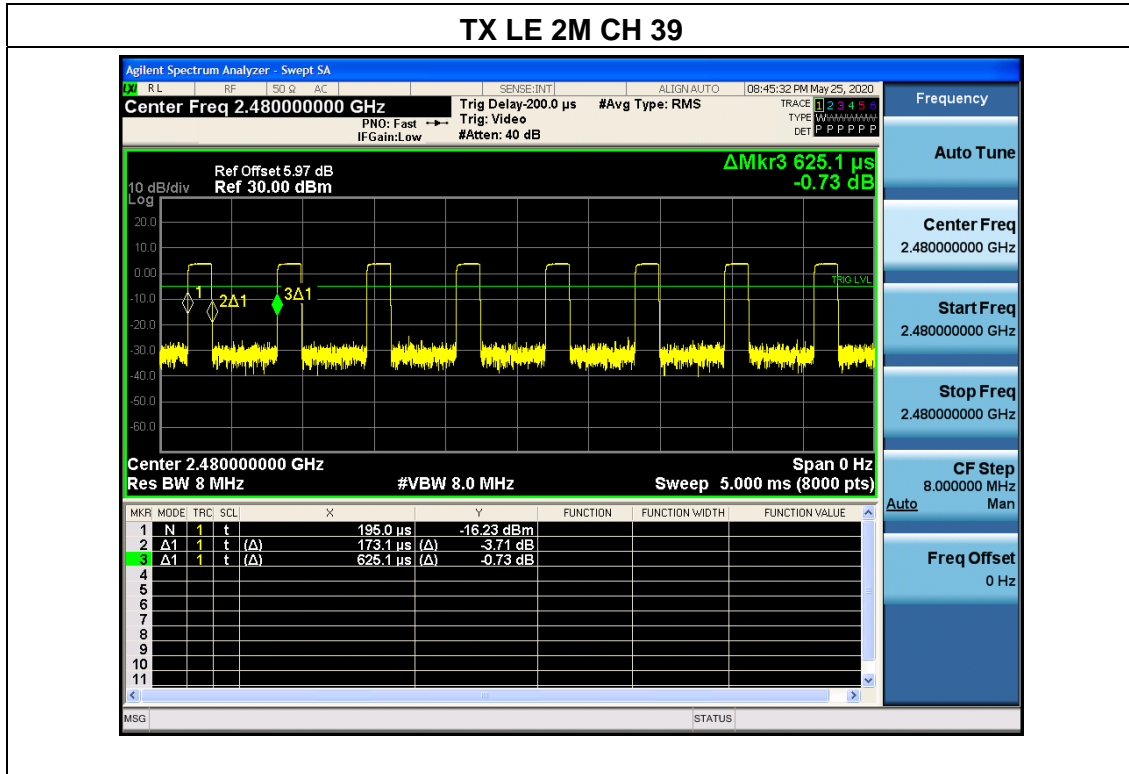 TX LE 2M CH 39
Agilent Spectrum Analyzer - Swept SA
LXI RL RF 50 Ω AC SENSE:INT ALIGN AUTO 08:45:32 PM May 25, 2020
Center Freq 2.480000000 GHz
PNO: Fast
IFGain:Low
Trig Delay-200.0 µs
Trig: Video
#Atten: 40 dB
#Avg Type: RMS
TRACE 1 2 3 4 5 6
TYPE WWWWWW
DET P P P P P P
Frequency
ΔMkr3 625.1 µs
-0.73 dB
Ref Offset 5.97 dB
10 dB/div Ref 30.00 dBm
Log
20.0
10.0
0.00
-10.0
-20.0
-30.0
-40.0
-50.0
-60.0
1
2Δ1
3Δ1
TRIG LVL
Center 2.480000000 GHz Span 0 Hz
Res BW 8 MHz #VBW 8.0 MHz Sweep 5.000 ms (8000 pts)
MKR MODE TRC SCL X Y FUNCTION FUNCTION WIDTH FUNCTION VALUE
1 N 1 t 195.0 µs -16.23 dBm
2 Δ1 1 t (Δ) 173.1 µs (Δ) -3.71 dB
3 Δ1 1 t (Δ) 625.1 µs (Δ) -0.73 dB
4
5
6
7
8
9
10
11
MSG STATUS
Auto Tune
Center Freq
2.480000000 GHz
Start Freq
2.480000000 GHz
Stop Freq
2.480000000 GHz
CF Step
8.000000 MHz
Auto Man
Freq Offset
0 Hz